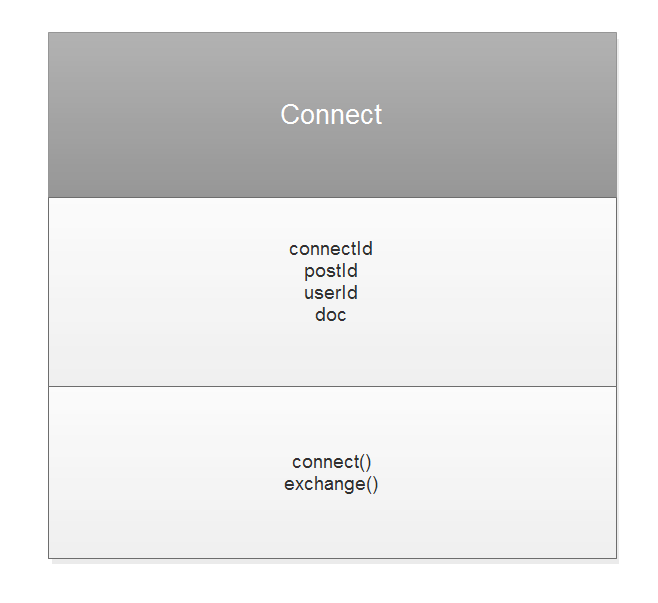 Connect
connectId
postId
userId
doc
connect()
exchange()